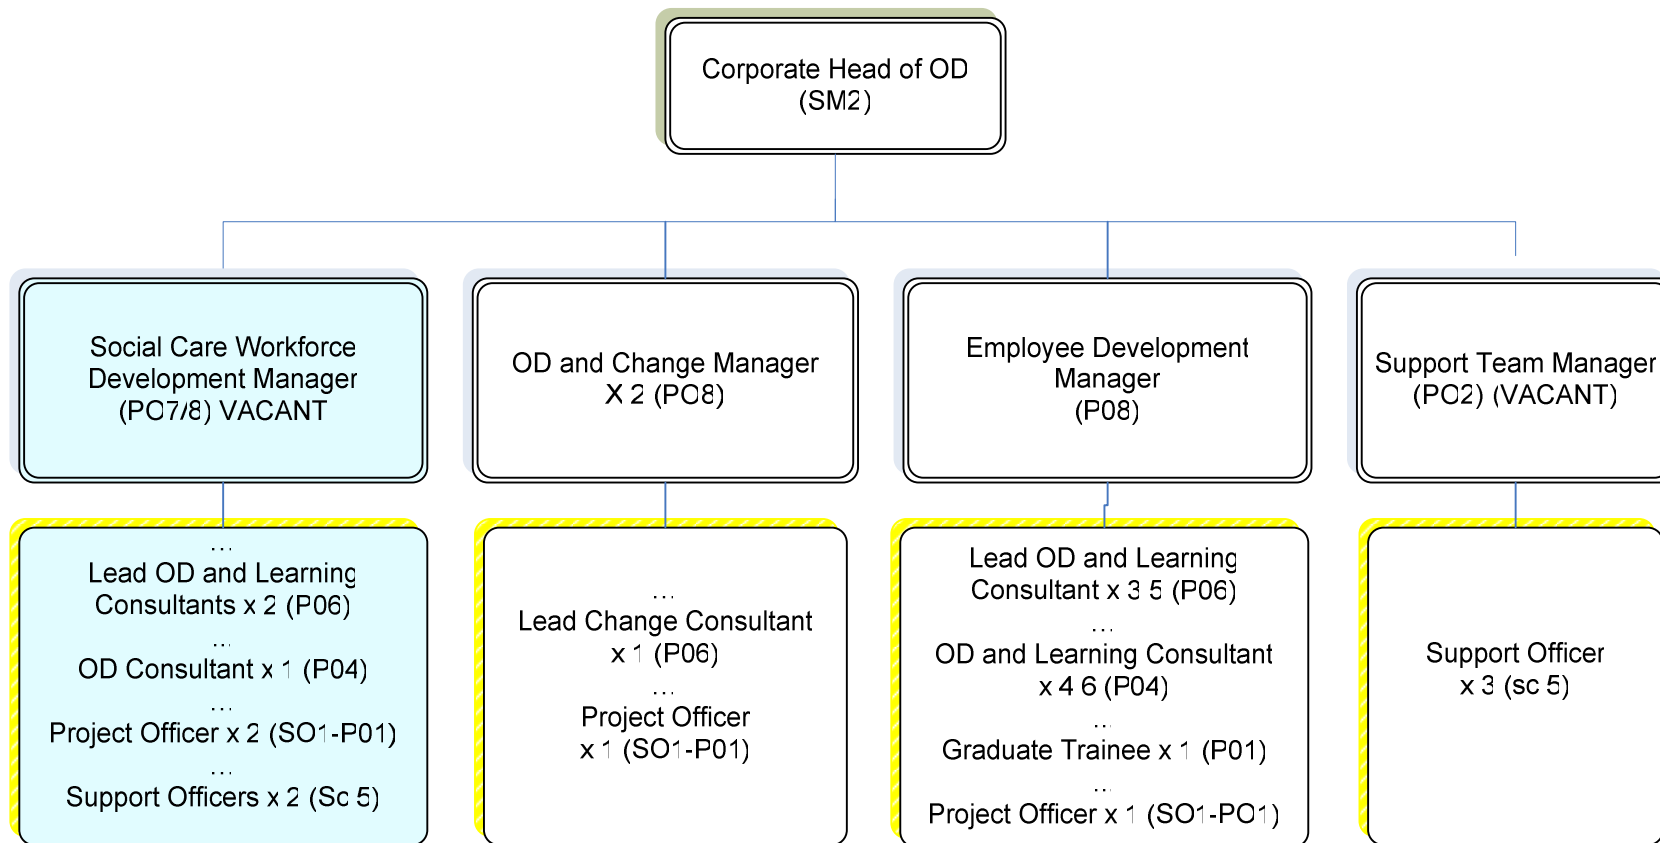 Corporate Head of OD
(SM2)
Social Care Workforce
Development Manager
(PO7/8) VACANT
OD and Change Manager
X 2 (PO8)
Employee Development
Manager
(P08)
Support Team Manager
(PO2) (VACANT)
...
Lead OD and Learning
Consultants x 2 (P06)
...
OD Consultant x 1 (P04)
...
Project Officer x 2 (SO1-P01)
...
Support Officers x 2 (Sc 5)
...
Lead Change Consultant
x 1 (P06)
...
Project Officer
x 1 (SO1-P01)
Lead OD and Learning
Consultant x 3 5 (P06)
...
OD and Learning Consultant
x 4 6 (P04)
...
Graduate Trainee x 1 (P01)
...
Project Officer x 1 (SO1-PO1)
Support Officer
x 3 (sc 5)